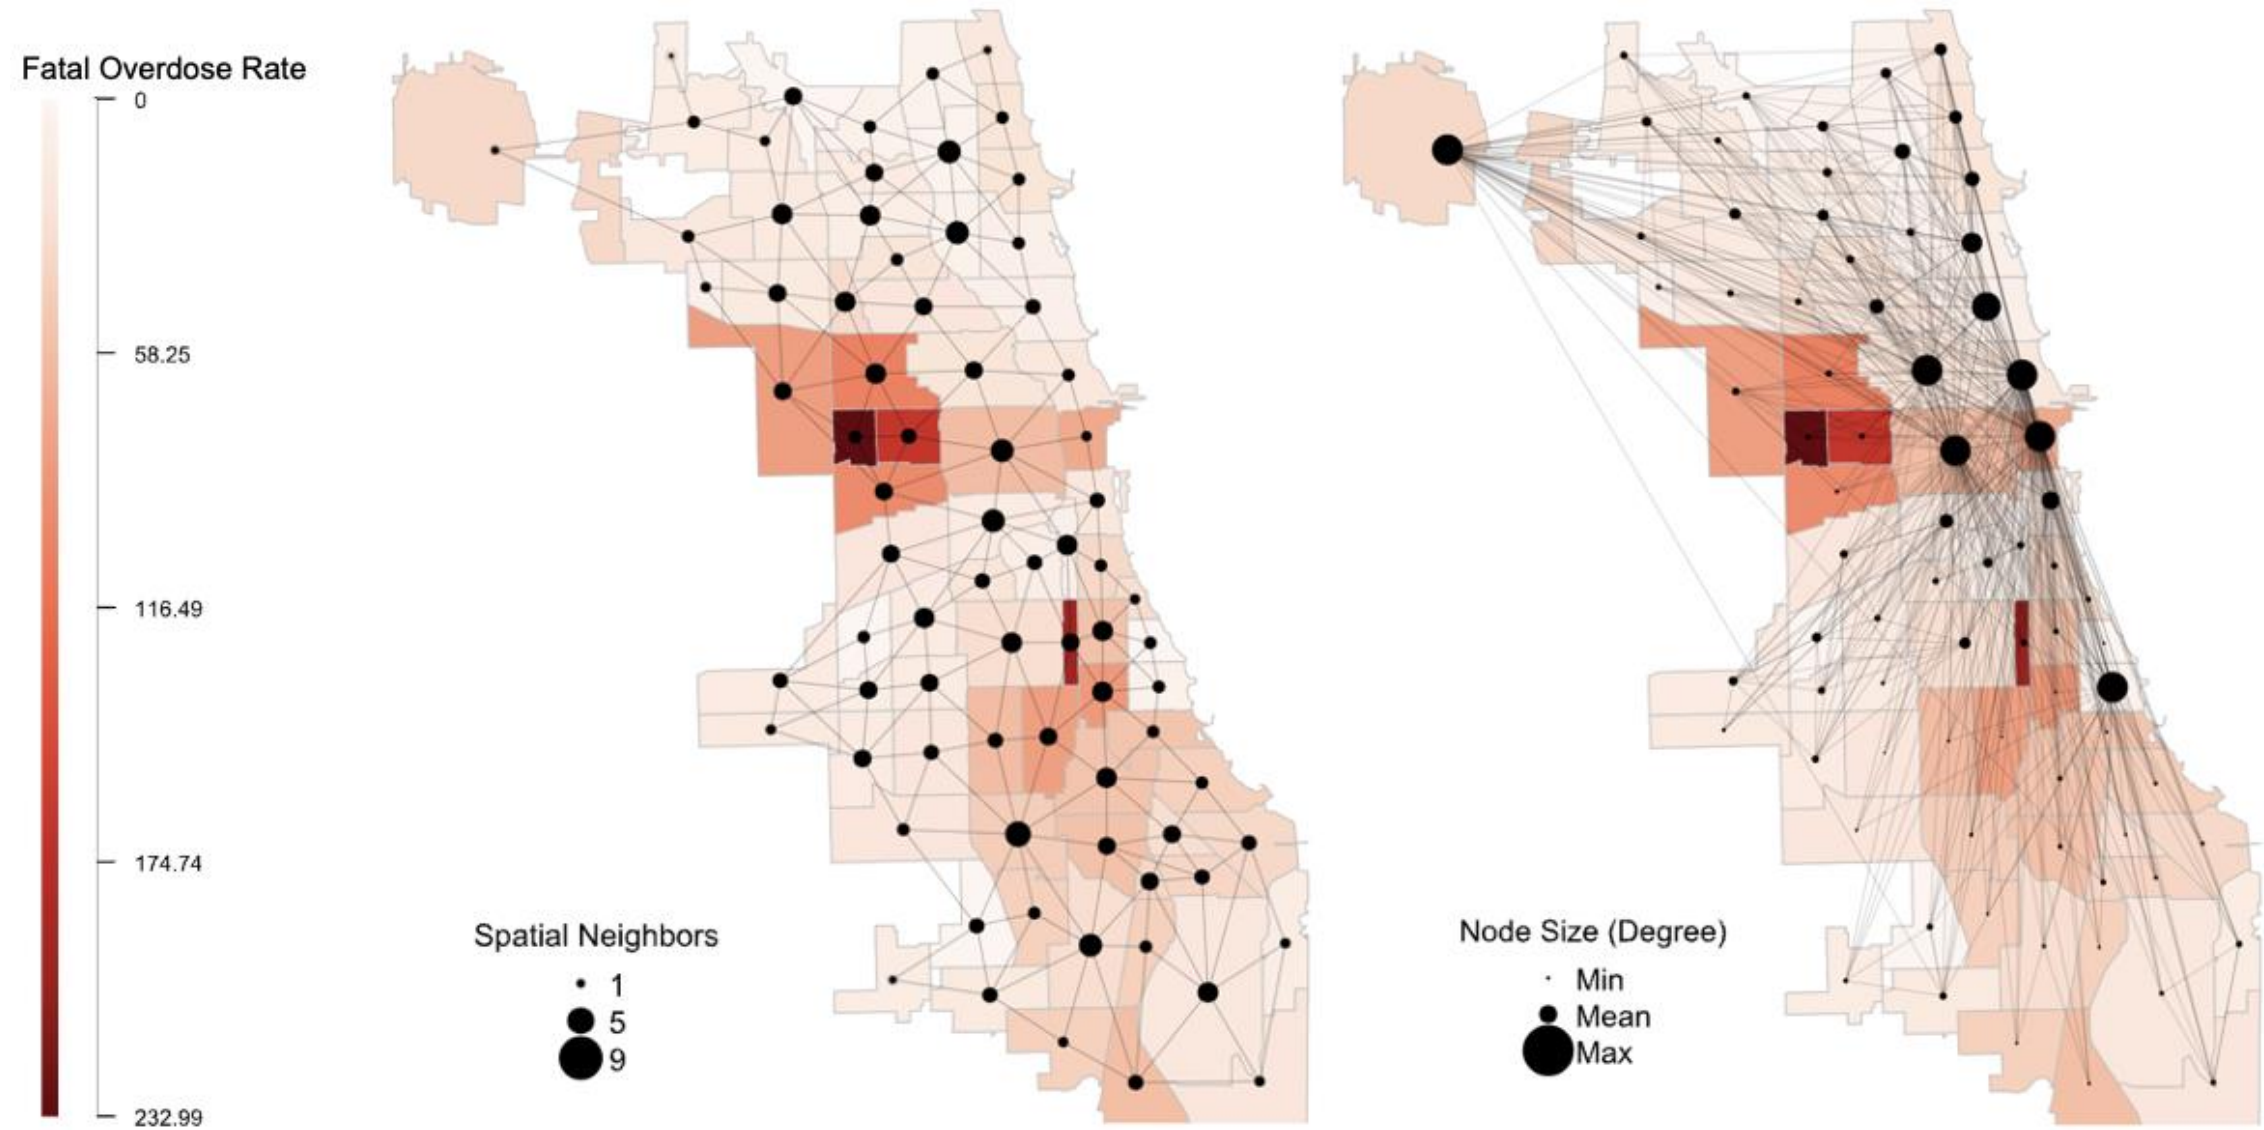 Fatal Overdose Rate
0
58.25
116.49
174.74
232.99
Spatial Neighbors
1
5
9
Node Size (Degree)
Min
Mean
Max